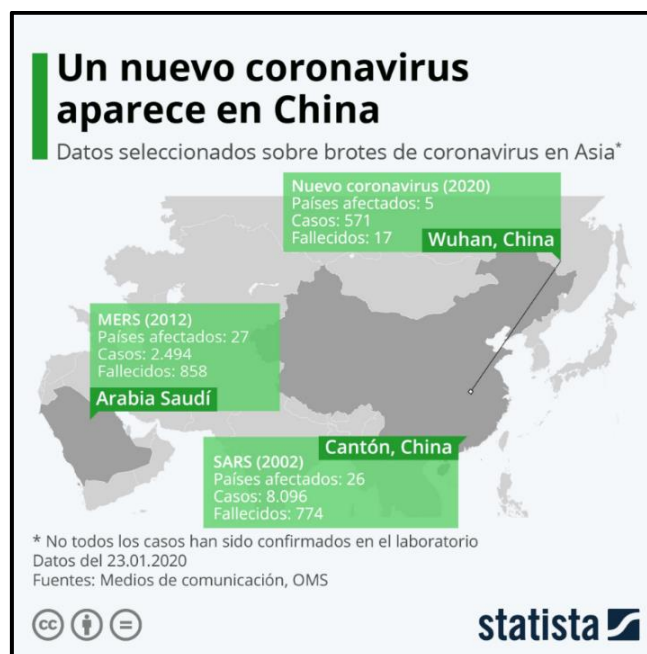 Un nuevo coronavirus
aparece en China
Datos seleccionados sobre brotes de coronavirus en Asia*
Nuevo coronavirus (2020)
Países afectados: 5
Casos: 571
Fallecidos: 17
Wuhan, China
MERS (2012)
Países afectados: 27
Casos: 2.494
Fallecidos: 858
Arabia Saudí
Cantón, China
SARS (2002)
Países afectados: 26
Casos: 8.096
Fallecidos: 774
* No todos los casos han sido confirmados en el laboratorio
Datos del 23.01.2020
Fuentes: Medios de comunicación, OMS
cc
statista